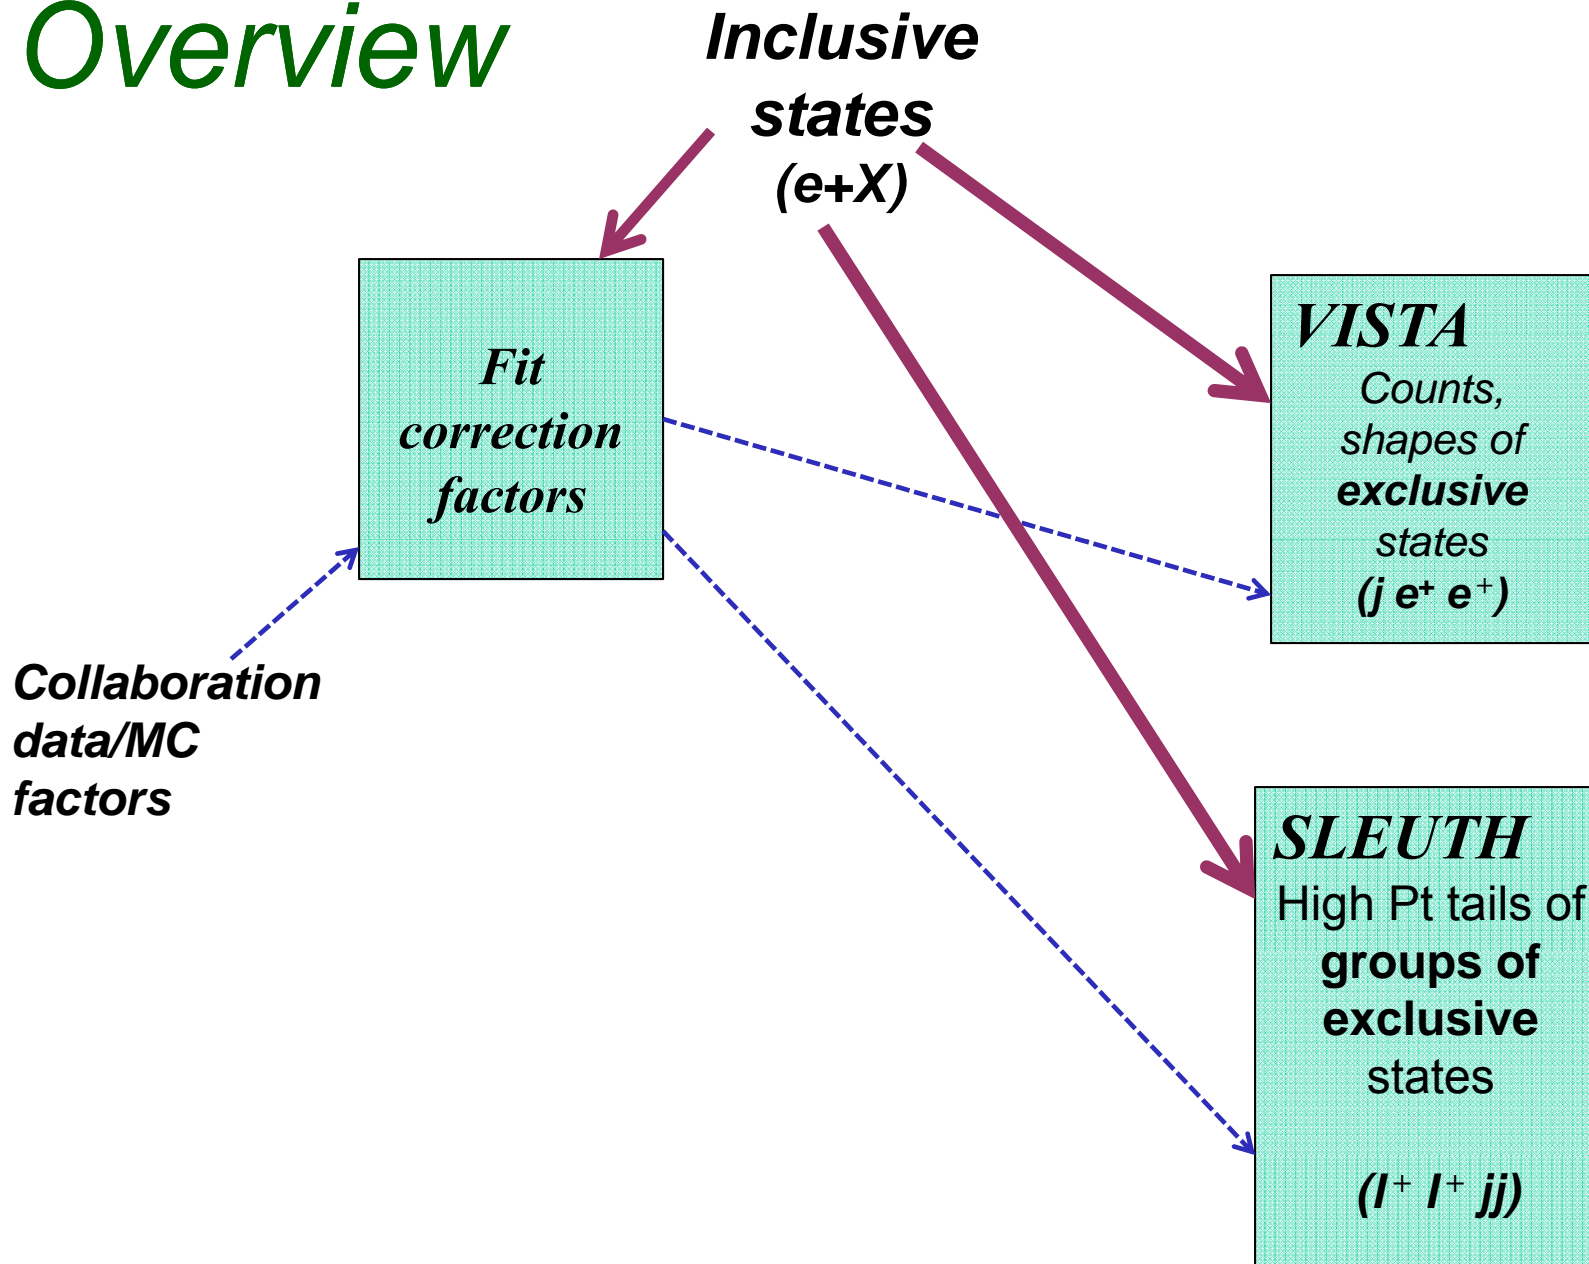 Overview
Inclusive
states
(e+X)
Fit
correction
factors
Collaboration
data/MC
factors
VISTA
Counts,
shapes of
exclusive
states
(j e⁺ e⁺)
SLEUTH
High Pt tails of
groups of
exclusive
states
(l⁺ l⁺ jj)